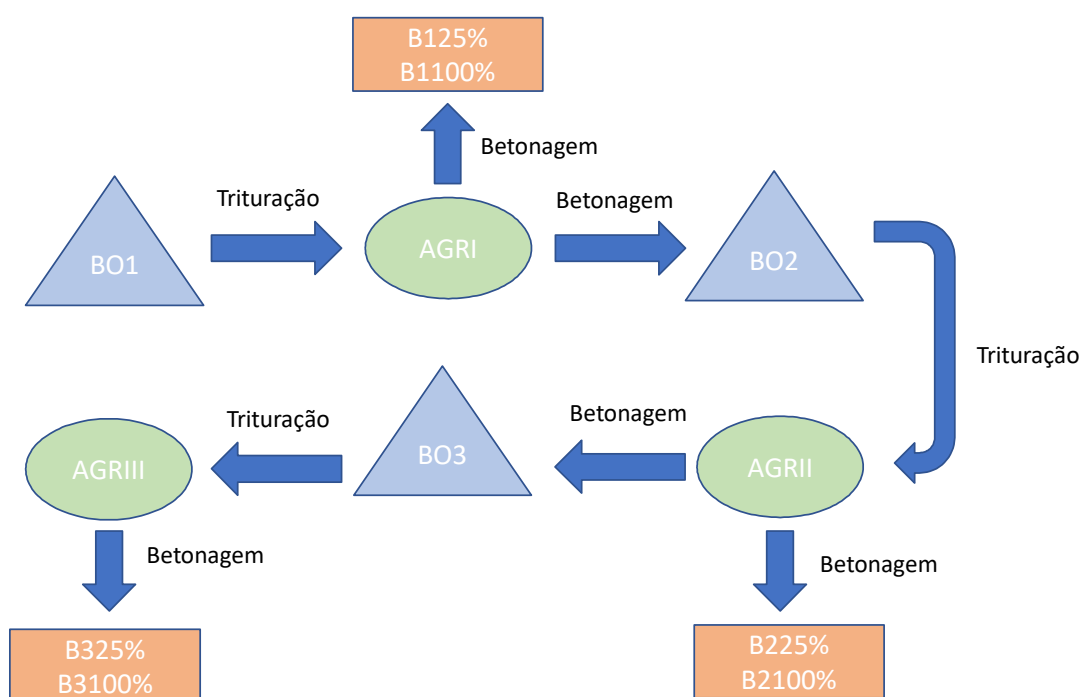 B125%
B1100%
Betonagem
Trituração
Betonagem
BO1
AGRI
BO2
Trituração
Trituração
Betonagem
AGRIII
BO3
AGRII
Betonagem
Betonagem
B325%
B3100%
B225%
B2100%